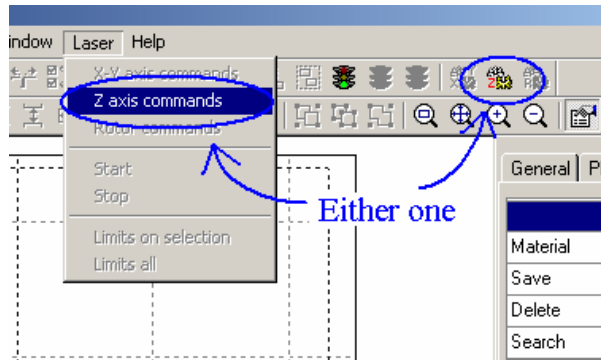 indow Laser Help
X-Y axis commands
Z axis commands
Rotor commands
Start
Stop
Limits on selection
Limits all
Either one
General P
Material
Save
Delete
Search